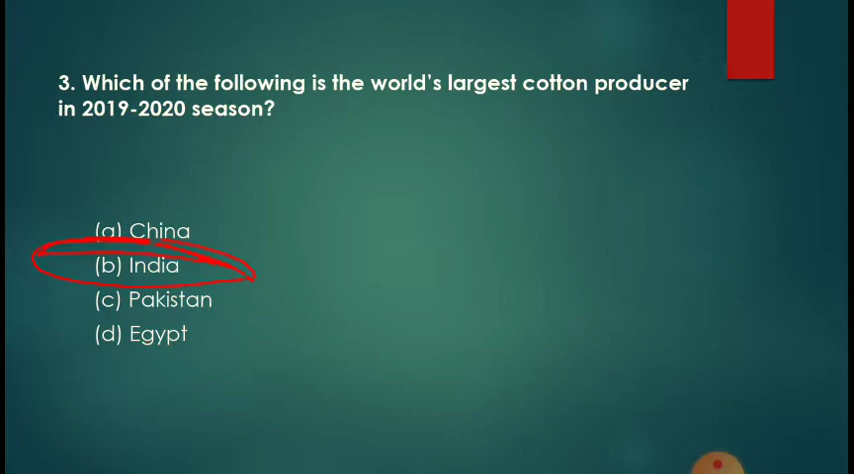 3. Which of the following is the world's largest cotton producer
in 2019-2020 season?
(a) China
(b) India
(c) Pakistan
(d) Egypt